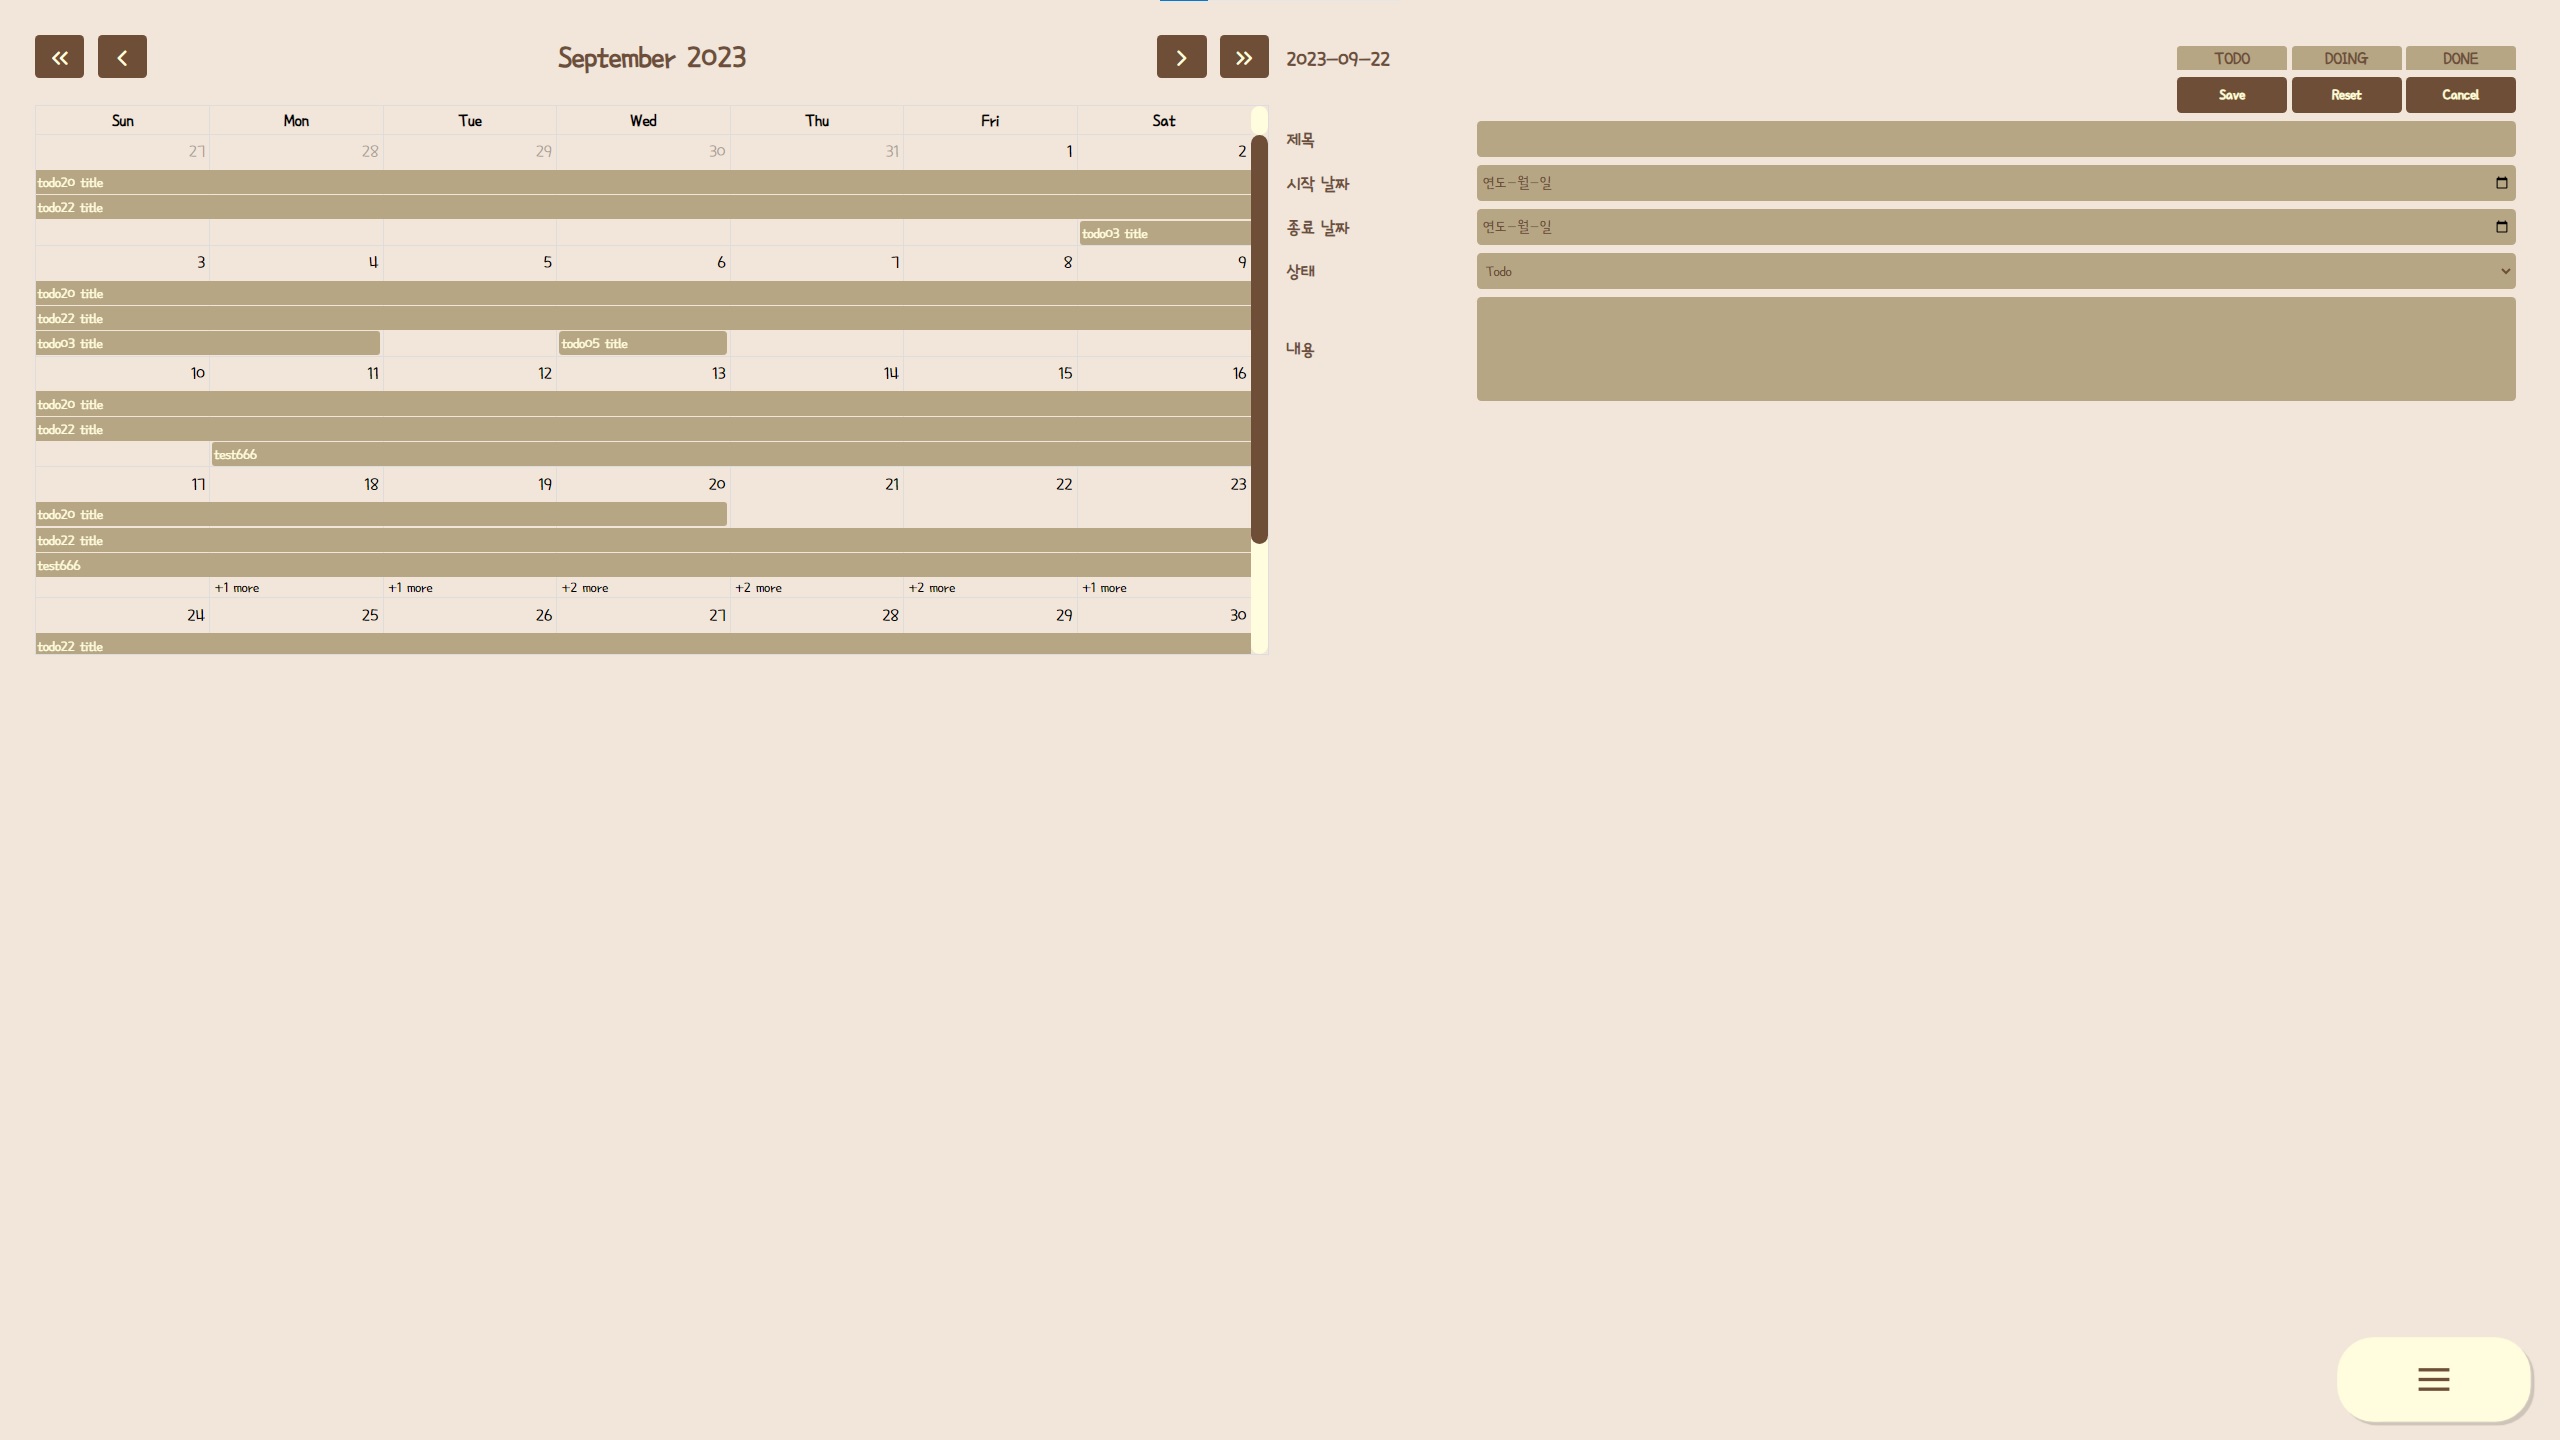 September 2023
Sun Mon Tue Wed Thu Fri Sat
27 28 29 30 31 1 2
todo20 title
todo22 title
todo03 title
3 4 5 6 7 8 9
todo20 title
todo22 title
todo03 title todo05 title
10 11 12 13 14 15 16
todo20 title
todo22 title
test666
17 18 19 20 21 22 23
todo20 title
todo22 title
test666
+1 more +1 more +2 more +2 more +2 more +1 more
24 25 26 27 28 29 30
todo22 title
2023-09-22
TODO DOING DONE
Save Reset Cancel
제목
시작 날짜 연도-월-일
종료 날짜 연도-월-일
상태 Todo
내용